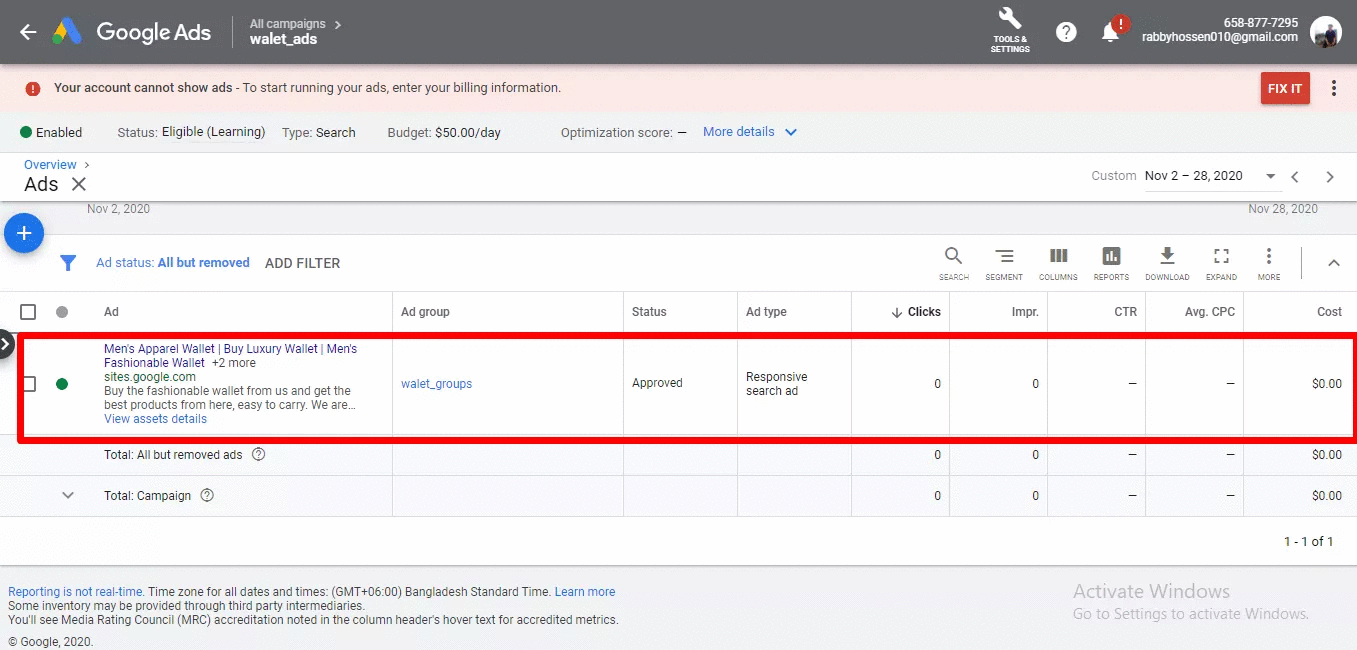 Google Ads
All campaigns >
walet_ads
TOOLS &
SETTINGS
?
!
658-877-7295
rabbyhossen010@gmail.com
! Your account cannot show ads - To start running your ads, enter your billing information.
FIX IT
Enabled
Status: Eligible (Learning)
Type: Search
Budget: $50.00/day
Optimization score: —
More details
Overview >
Ads
Custom
Nov 2 – 28, 2020
Nov 2, 2020
Nov 28, 2020
Ad status: All but removed
ADD FILTER
SEARCH
SEGMENT
COLUMNS
REPORTS
DOWNLOAD
EXPAND
MORE
Ad
Ad group
Status
Ad type
Clicks
Impr.
CTR
Avg. CPC
Cost
Men's Apparel Wallet | Buy Luxury Wallet | Men's
Fashionable Wallet +2 more
sites.google.com
Buy the fashionable wallet from us and get the
best products from here, easy to carry. We are…
View assets details
walet_groups
Approved
Responsive
search ad
0
0
—
—
$0.00
Total: All but removed ads ?
0
0
—
—
$0.00
Total: Campaign ?
0
0
—
—
$0.00
1 - 1 of 1
Reporting is not real-time. Time zone for all dates and times: (GMT+06:00) Bangladesh Standard Time. Learn more
Some inventory may be provided through third party intermediaries.
You'll see Media Rating Council (MRC) accreditation noted in the column header's hover text for accredited metrics.
© Google, 2020.
Activate Windows
Go to Settings to activate Windows.